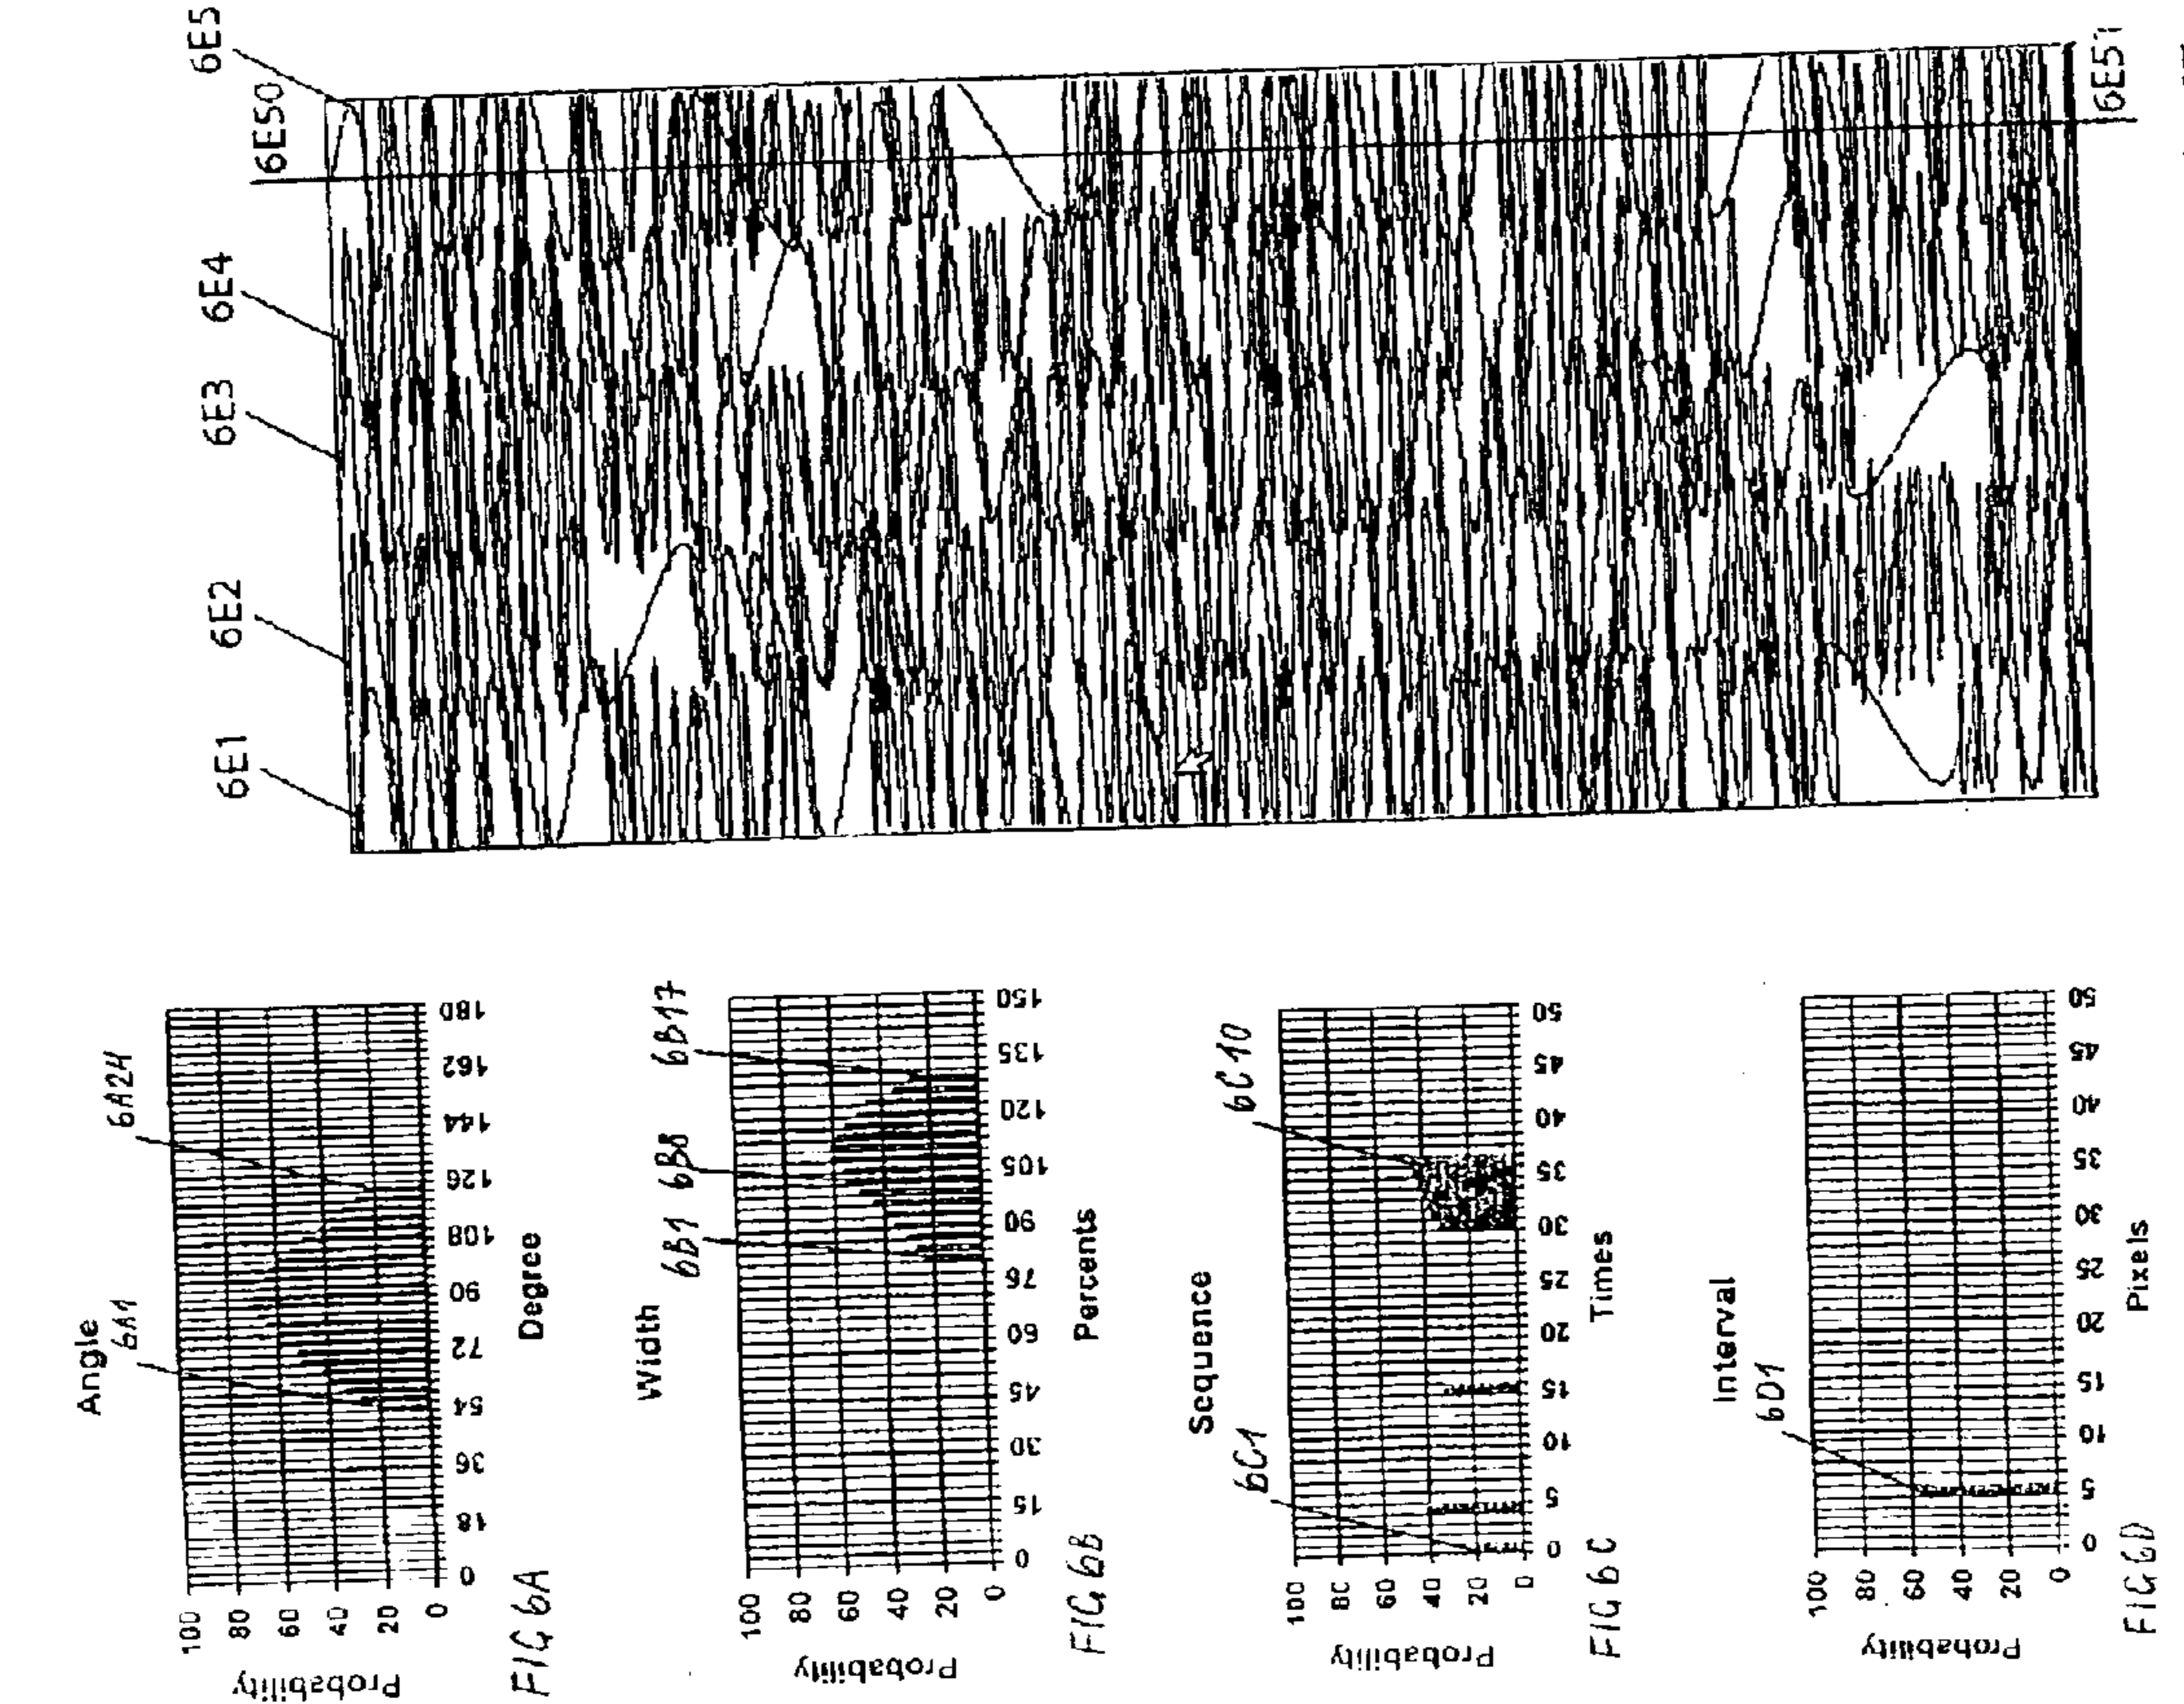 6E1
6E2
6E3
6E4
6E50
6E5
6E51
Angle
6A1
6A24
Probability
100
80
60
40
20
0
0 18 36 54 72 90 108 126 144 162 180
Degree
FIG 6A
Width
6B1 6B8 6B17
Probability
100
80
60
40
20
0
0 15 30 45 60 76 90 105 120 135 150
Percents
FIG 6B
Sequence
6C1
6C10
Probability
100
80
60
40
20
0
0 5 10 15 20 25 30 35 40 45 50
Times
FIG 6C
Interval
6D1
Probability
100
80
60
40
20
0
0 5 10 15 20 25 30 35 40 45 50
Pixels
FIG 6D